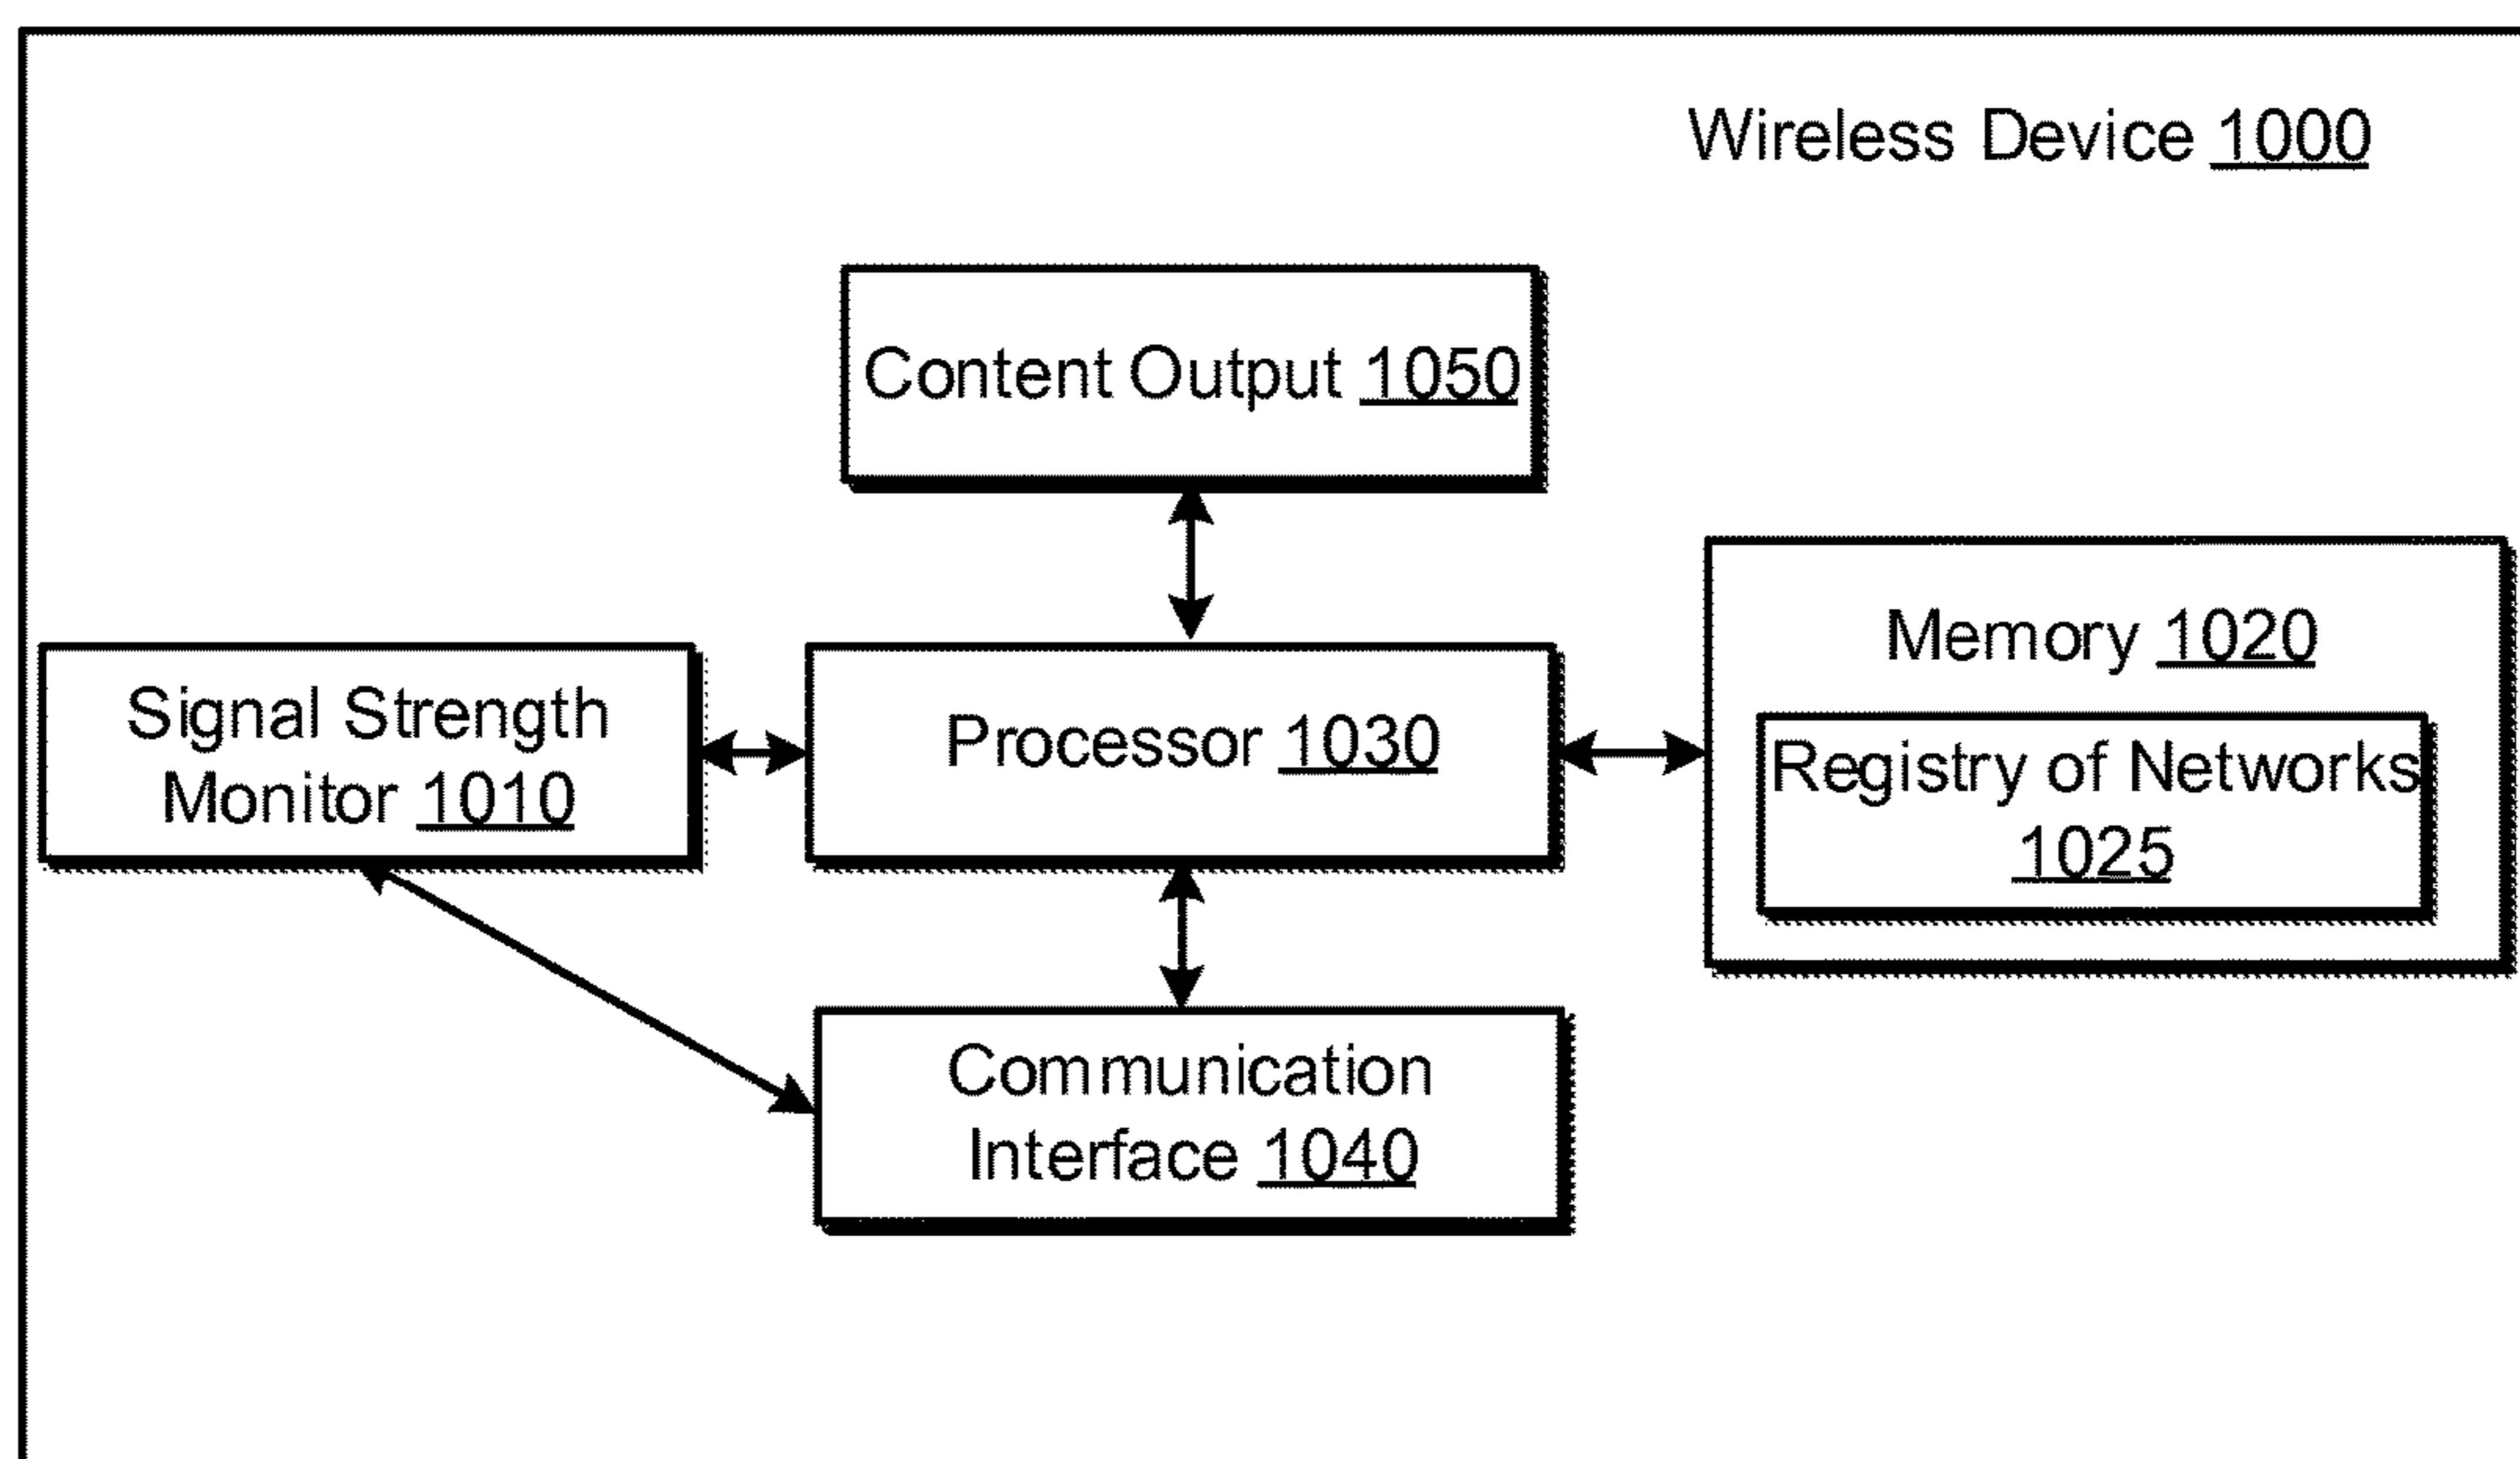 Wireless Device 1000
Content Output 1050
Memory 1020
Signal Strength
Monitor 1010
Processor 1030
Registry of Networks
1025
Communication
Interface 1040